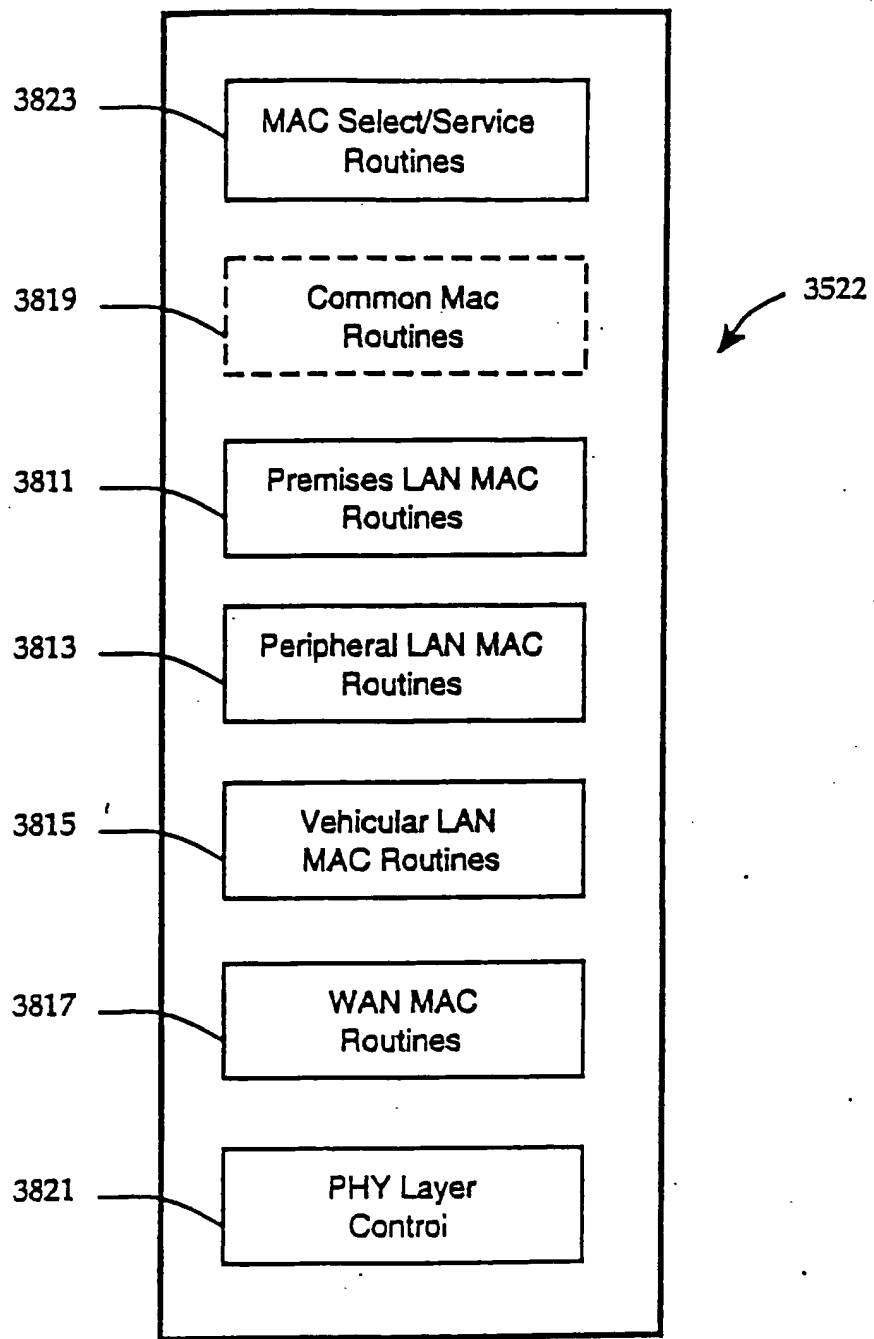 3823
MAC Select/Service
Routines
3819
Common Mac
Routines
3522
3811
Premises LAN MAC
Routines
3813
Peripheral LAN MAC
Routines
3815
Vehicular LAN
MAC Routines
3817
WAN MAC
Routines
3821
PHY Layer
Control